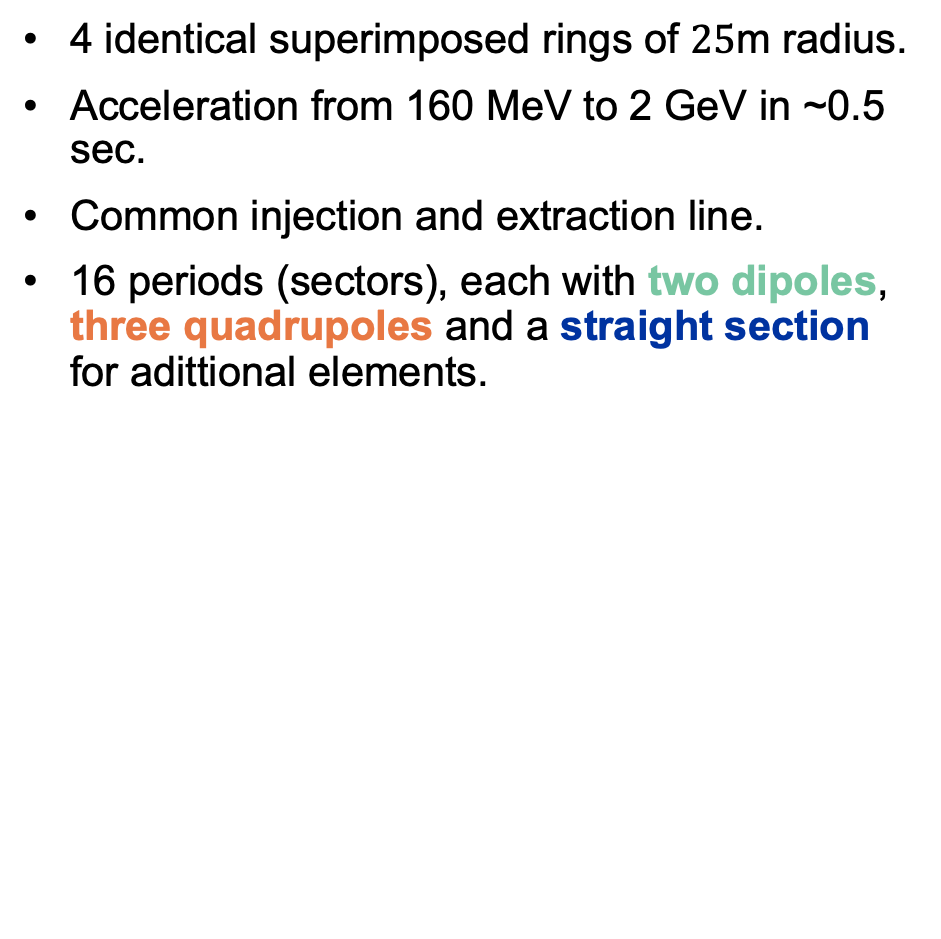 • 4 identical superimposed rings of 25m radius.
• Acceleration from 160 MeV to 2 GeV in ~0.5
sec.
• Common injection and extraction line.
• 16 periods (sectors), each with two dipoles,
three quadrupoles and a straight section
for adittional elements.